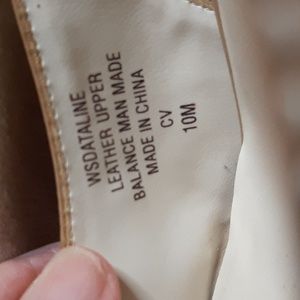 WSDATALINE
LEATHER UPPER
BALANCE MAN MADE
MADE IN CHINA
CV
10M